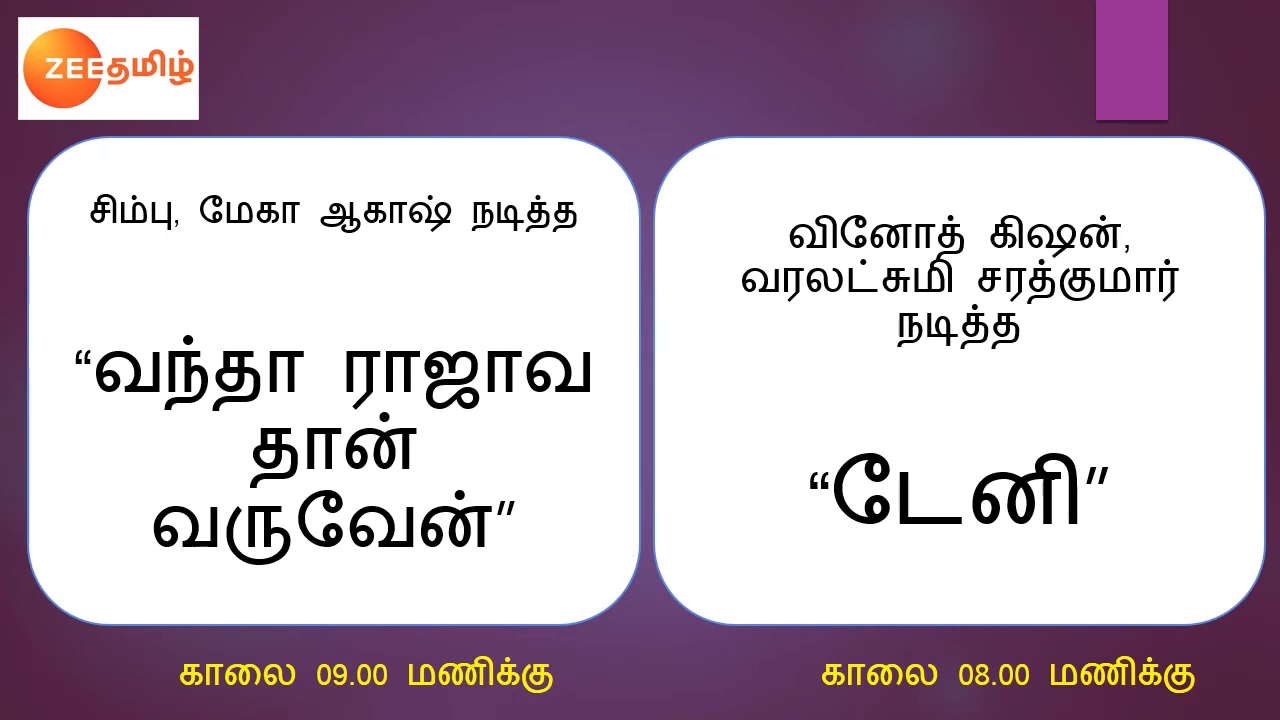 ZEEதமிழ்
சிம்பு, மேகா ஆகாஷ் நடித்த
“வந்தா ராஜாவ
தான்
வருவேன்”
காலை 09.00 மணிக்கு
வினோத் கிஷன்,
வரலட்சுமி சரத்குமார்
நடித்த
“டேனி”
காலை 08.00 மணிக்கு